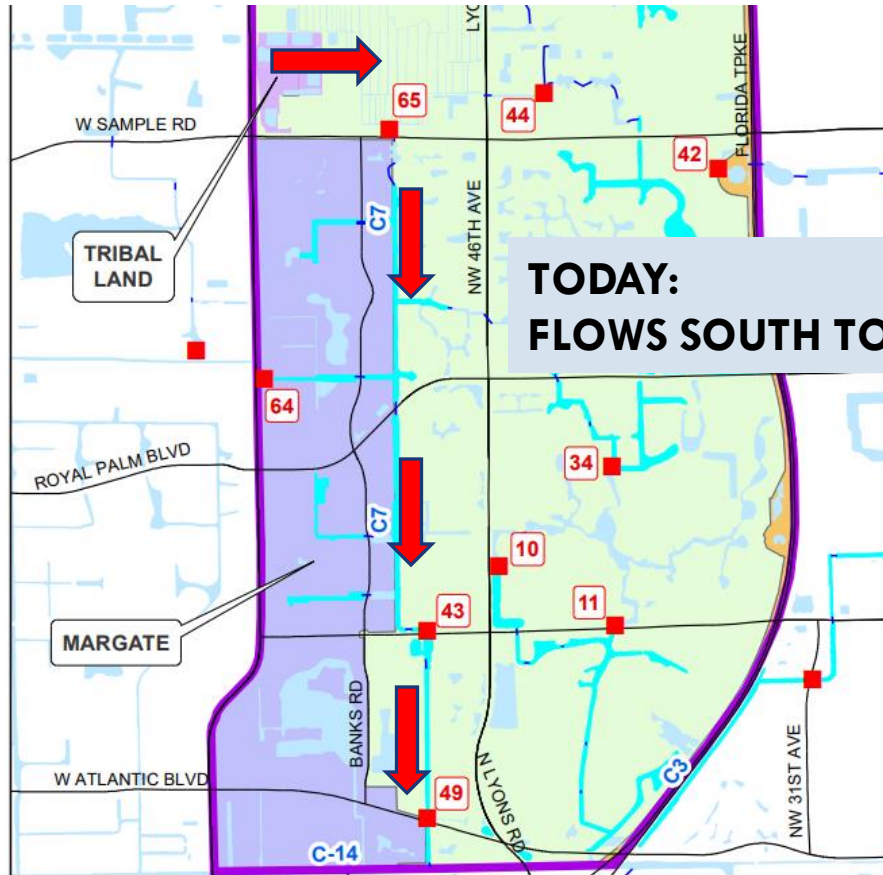 LYO
FLORIDA TPKE
65
44
W SAMPLE RD
42
C7
NW 46TH AVE
TRIBAL
LAND
TODAY:
FLOWS SOUTH TO
64
ROYAL PALM BLVD
34
C7
10
43
11
MARGATE
BANKS RD
W ATLANTIC BLVD
49
N LYONS RD
C3
NW 31ST AVE
C-14